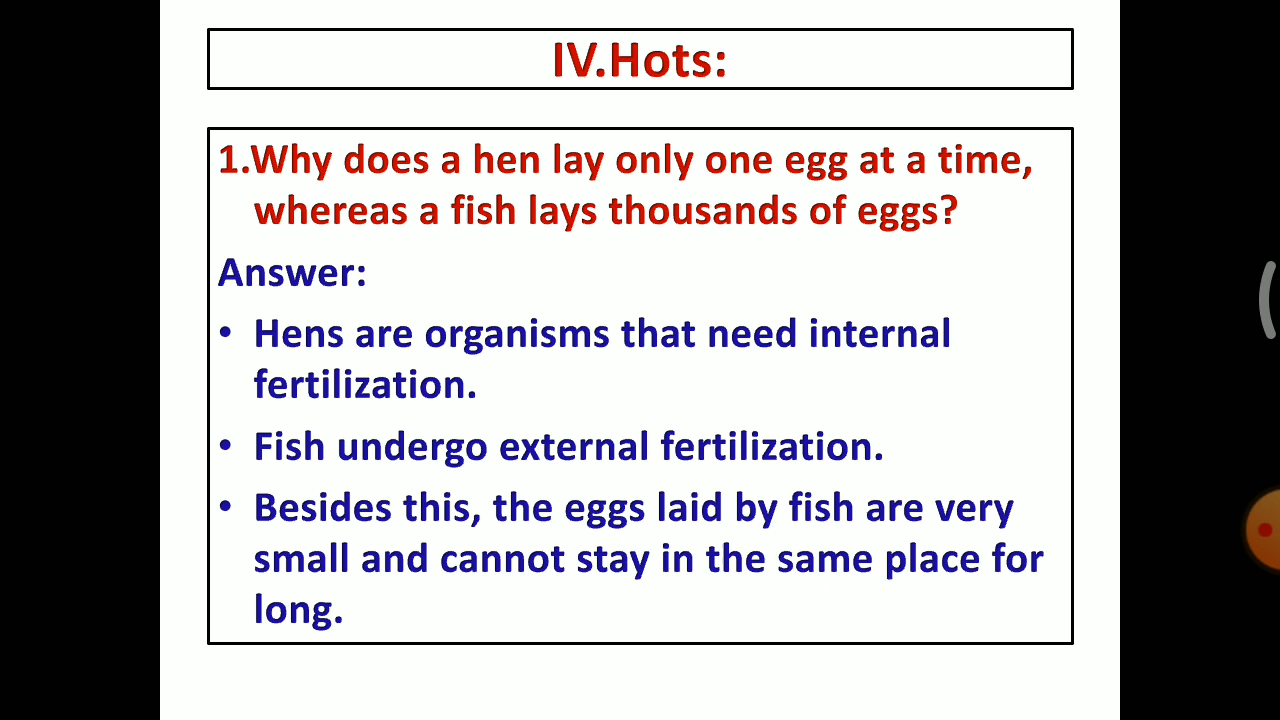 IV.Hots:
1.Why does a hen lay only one egg at a time,
whereas a fish lays thousands of eggs?
Answer:
• Hens are organisms that need internal
fertilization.
• Fish undergo external fertilization.
• Besides this, the eggs laid by fish are very
small and cannot stay in the same place for
long.